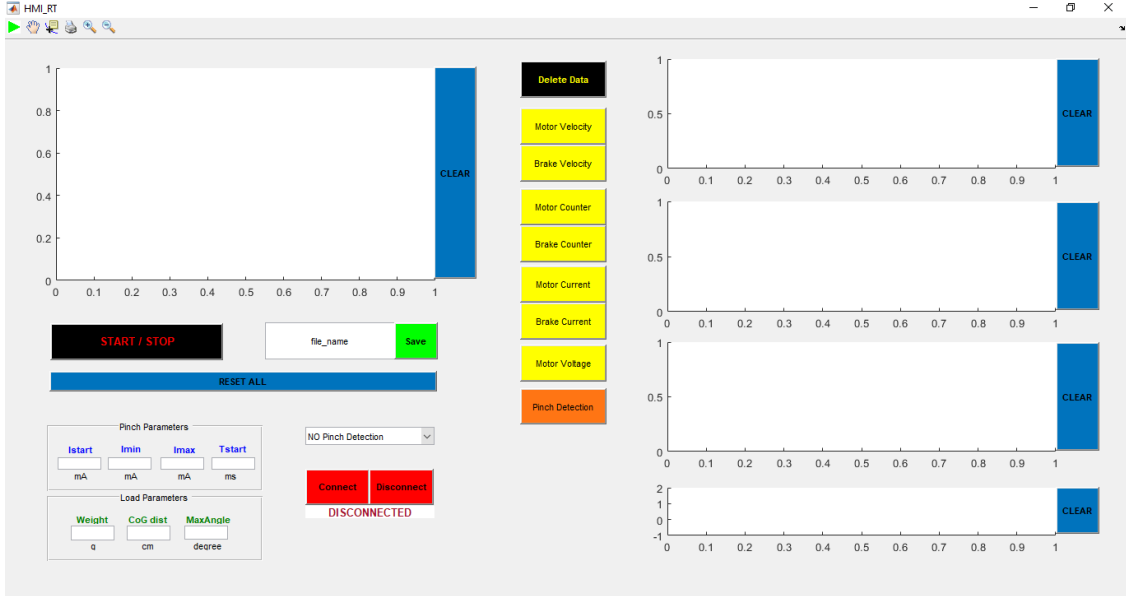 HMI_RT
1
0.8
0.6
0.4
0.2
0
0 0.1 0.2 0.3 0.4 0.5 0.6 0.7 0.8 0.9 1
CLEAR
START / STOP
file_name
Save
RESET ALL
Pinch Parameters
Istart Imin Imax Tstart
mA mA mA ms
Load Parameters
Weight CoG dist MaxAngle
g cm degree
NO Pinch Detection
Connect Disconnect
DISCONNECTED
Delete Data
Motor Velocity
Brake Velocity
Motor Counter
Brake Counter
Motor Current
Brake Current
Motor Voltage
Pinch Detection
1
0.5
0
0 0.1 0.2 0.3 0.4 0.5 0.6 0.7 0.8 0.9 1
CLEAR
1
0.5
0
0 0.1 0.2 0.3 0.4 0.5 0.6 0.7 0.8 0.9 1
CLEAR
1
0.5
0
0 0.1 0.2 0.3 0.4 0.5 0.6 0.7 0.8 0.9 1
CLEAR
2
1
0
-1
0 0.1 0.2 0.3 0.4 0.5 0.6 0.7 0.8 0.9 1
CLEAR